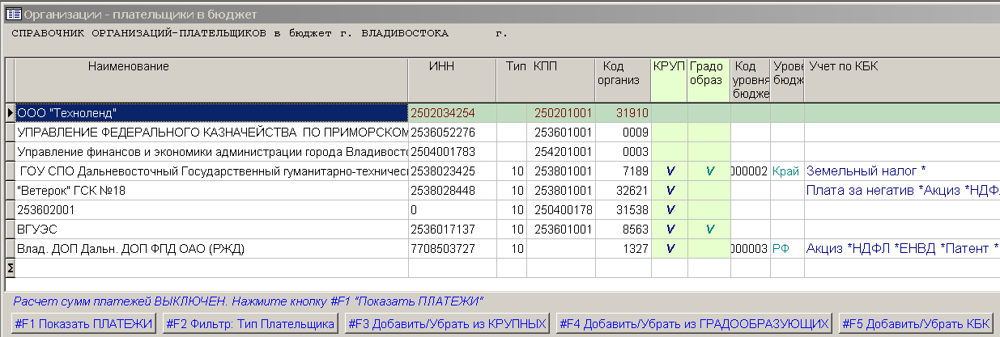 Организации - плательщики в бюджет
СПРАВОЧНИК ОРГАНИЗАЦИЙ-ПЛАТЕЛЬЩИКОВ в бюджет г. ВЛАДИВОСТОКА г.
Наименование ИНН Тип КПП Код организ КРУП Градо образ Код уровня бюдже Урове бюдж Учет по КБК
ООО "Техноленд" 2502034254 250201001 31910
УПРАВЛЕНИЕ ФЕДЕРАЛЬНОГО КАЗНАЧЕЙСТВА ПО ПРИМОРСКОМ 2536052276 253601001 0009
Управление финансов и экономики администрации города Владивосто 2504001783 254201001 0003
ГОУ СПО Дальневосточный Государственный гуманитарно-техничес 2538023425 10 253801001 7189 V V 000002 Край Земельный налог *
"Ветерок" ГСК №18 2538028448 10 253801001 32621 V Плата за негатив *Акциз *НДФЛ
253602001 0 10 250400178 31538 V
ВГУЭС 2536017137 10 253601001 8563 V V
Влад. ДОП Дальн. ДОП ФПД ОАО (РЖД) 7708503727 10 1327 V 000003 РФ Акциз *НДФЛ *ЕНВД *Патент *
Σ
Расчет сумм платежей ВЫКЛЮЧЕН. Нажмите кнопку #F1 "Показать ПЛАТЕЖИ"
#F1 Показать ПЛАТЕЖИ #F2 Фильтр: Тип Плательщика #F3 Добавить/Убрать из КРУПНЫХ #F4 Добавить/Убрать из ГРАДООБРАЗУЮЩИХ #F5 Добавить/Убрать КБК